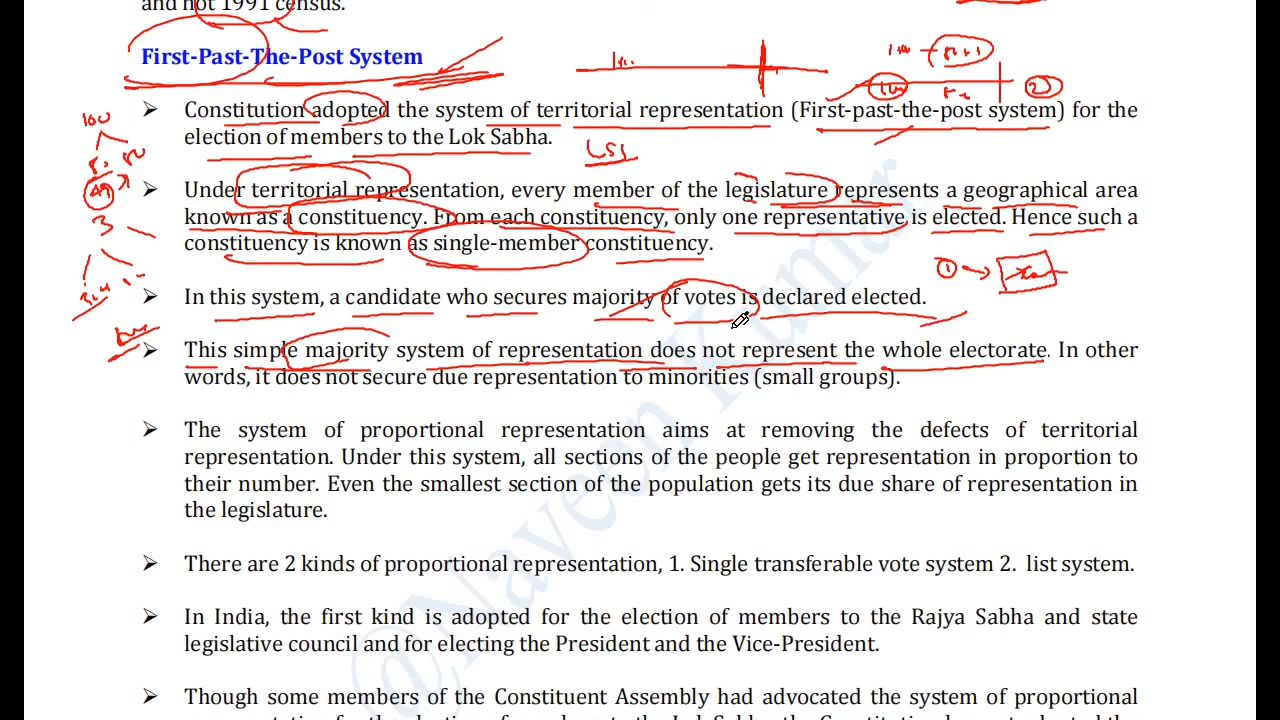 and not 1991 census.
First-Past-The-Post System
➢ Constitution adopted the system of territorial representation (First-past-the-post system) for the
election of members to the Lok Sabha.
➢ Under territorial representation, every member of the legislature represents a geographical area
known as a constituency. From each constituency, only one representative is elected. Hence such a
constituency is known as single-member constituency.
➢ In this system, a candidate who secures majority of votes is declared elected.
➢ This simple majority system of representation does not represent the whole electorate. In other
words, it does not secure due representation to minorities (small groups).
➢ The system of proportional representation aims at removing the defects of territorial
representation. Under this system, all sections of the people get representation in proportion to
their number. Even the smallest section of the population gets its due share of representation in
the legislature.
➢ There are 2 kinds of proportional representation, 1. Single transferable vote system 2. list system.
➢ In India, the first kind is adopted for the election of members to the Rajya Sabha and state
legislative council and for electing the President and the Vice-President.
➢ Though some members of the Constituent Assembly had advocated the system of proportional
100
49
3
2
1
@Naveen Kumar